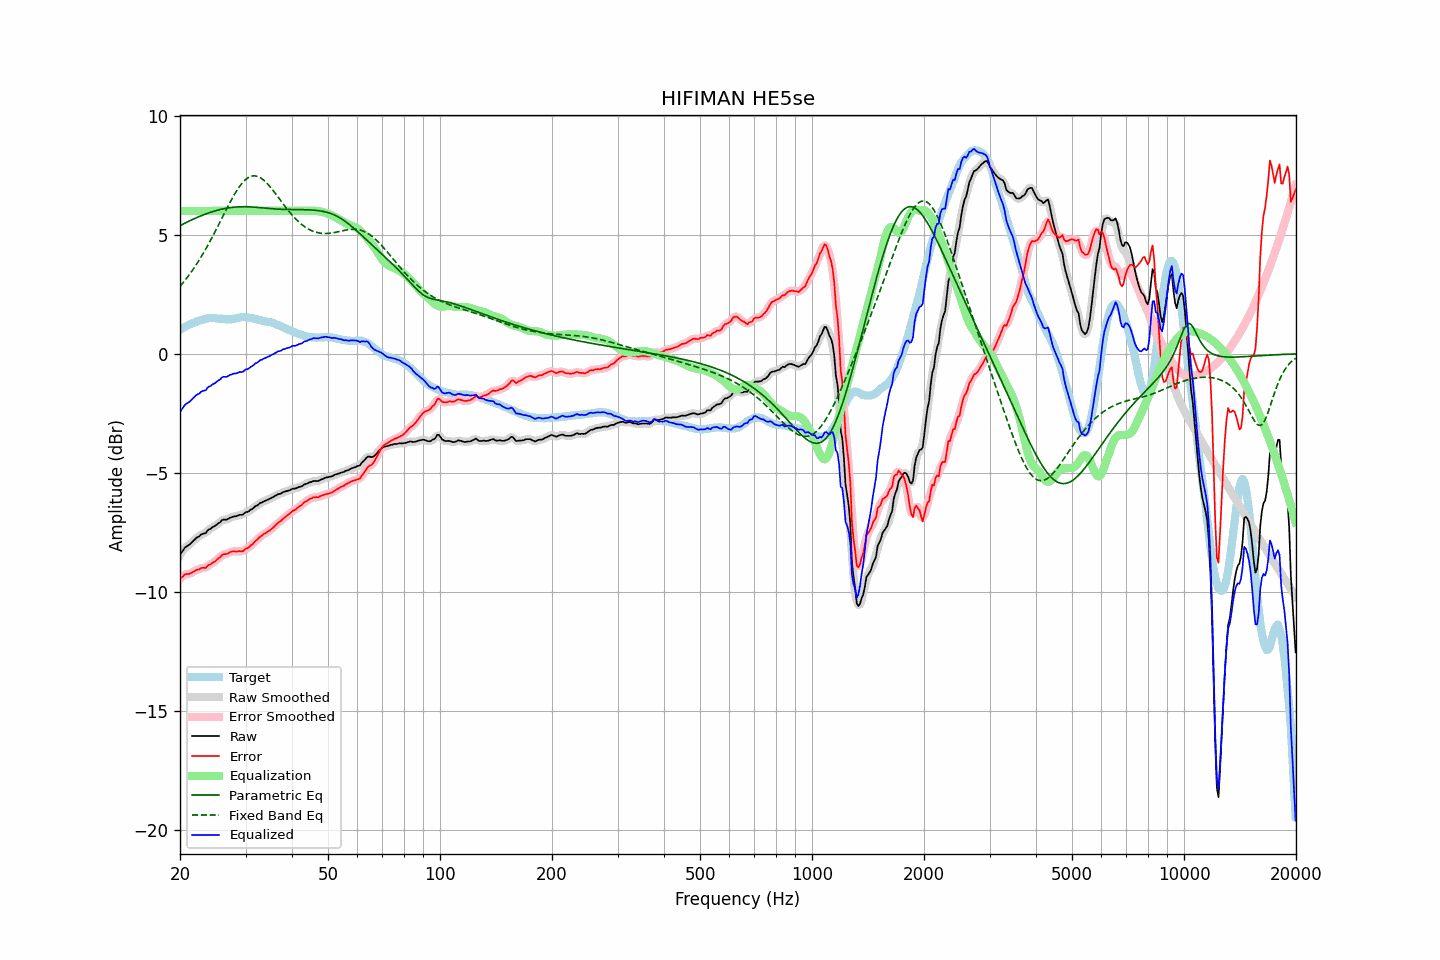 HIFIMAN HE5se
10
5
0
−5
−10
−15
−20
Amplitude (dBr)
Target
Raw Smoothed
Error Smoothed
Raw
Error
Equalization
Parametric Eq
Fixed Band Eq
Equalized
20 50 100 200 500 1000 2000 5000 10000 20000
Frequency (Hz)